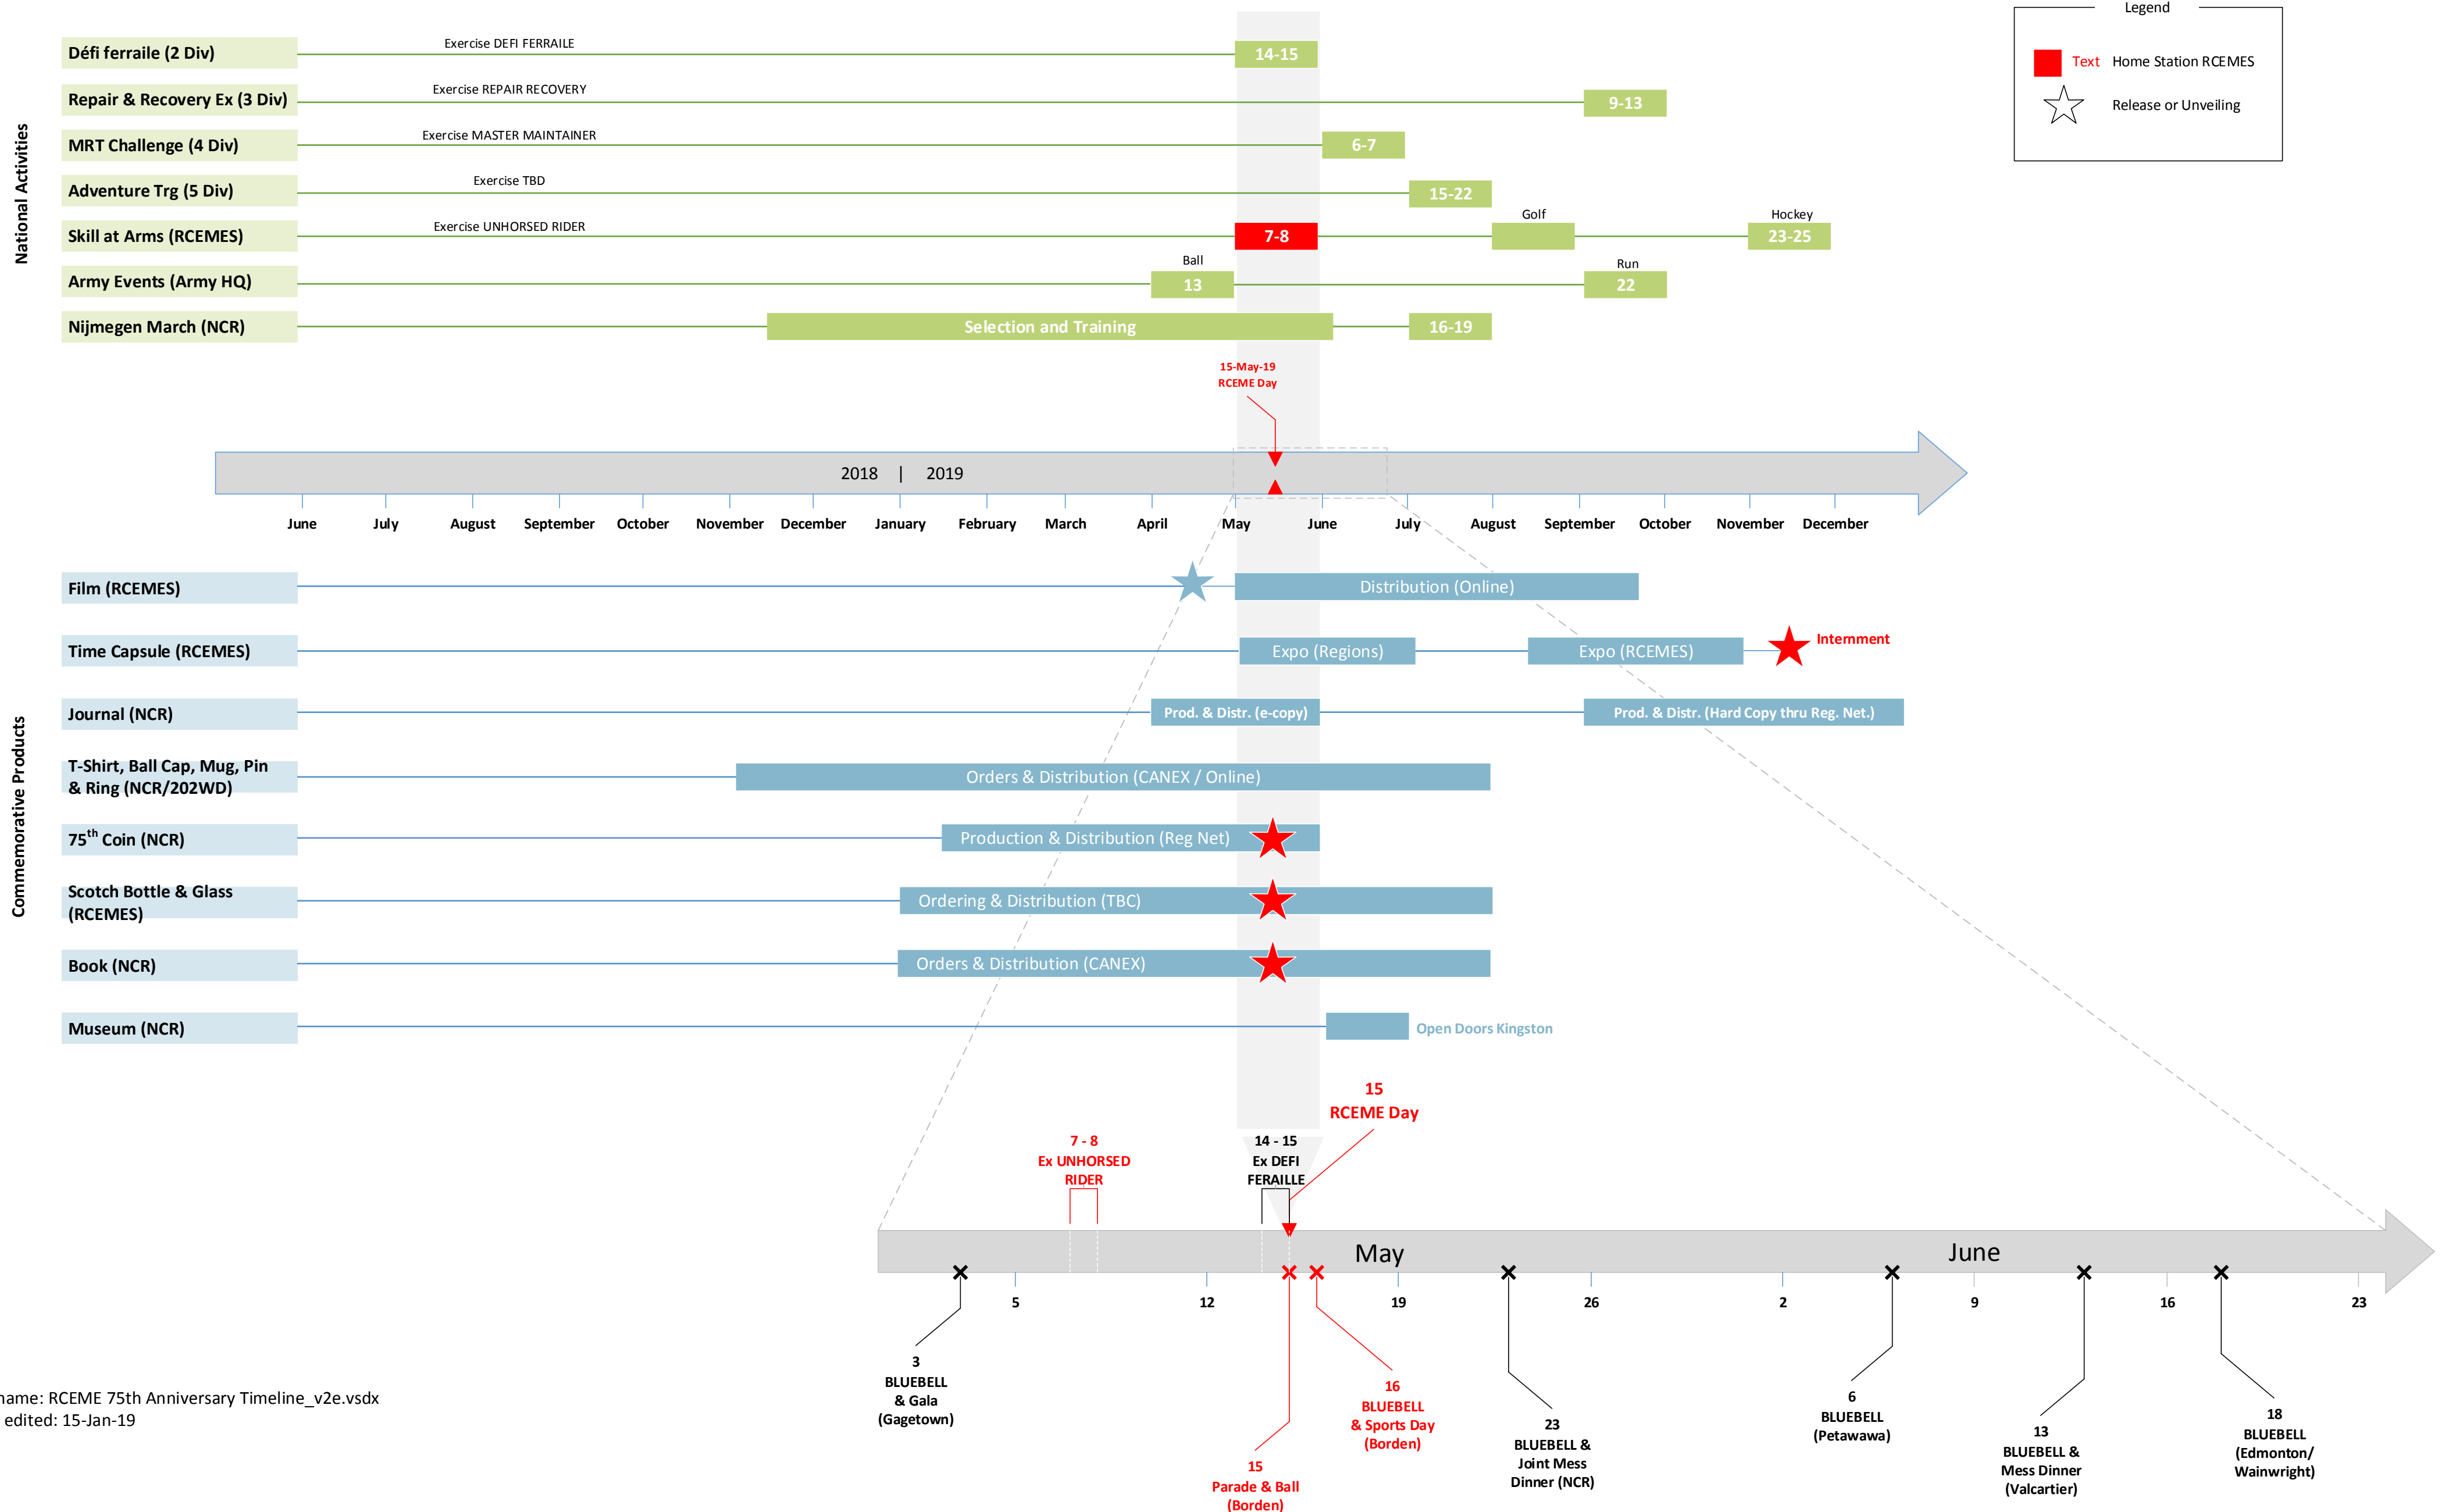 Legend
Text Home Station RCEMES
Release or Unveiling
National Activities
Défi ferraile (2 Div)
Exercise DEFI FERRAILE
14-15
Repair & Recovery Ex (3 Div)
Exercise REPAIR RECOVERY
9-13
MRT Challenge (4 Div)
Exercise MASTER MAINTAINER
6-7
Adventure Trg (5 Div)
Exercise TBD
15-22
Skill at Arms (RCEMES)
Exercise UNHORSED RIDER
7-8
Golf
Hockey
23-25
Army Events (Army HQ)
Ball
13
Run
22
Nijmegen March (NCR)
Selection and Training
16-19
15-May-19
RCEME Day
2018 | 2019
June July August September October November December January February March April May June July August September October November December
Commemorative Products
Film (RCEMES)
Distribution (Online)
Time Capsule (RCEMES)
Expo (Regions)
Expo (RCEMES)
Internment
Journal (NCR)
Prod. & Distr. (e-copy)
Prod. & Distr. (Hard Copy thru Reg. Net.)
T-Shirt, Ball Cap, Mug, Pin
& Ring (NCR/202WD)
Orders & Distribution (CANEX / Online)
75th Coin (NCR)
Production & Distribution (Reg Net)
Scotch Bottle & Glass
(RCEMES)
Ordering & Distribution (TBC)
Book (NCR)
Orders & Distribution (CANEX)
Museum (NCR)
Open Doors Kingston
15
RCEME Day
7 - 8
Ex UNHORSED
RIDER
14 - 15
Ex DEFI
FERAILLE
May
June
5 12 19 26 2 9 16 23
3
BLUEBELL
& Gala
(Gagetown)
15
Parade & Ball
(Borden)
16
BLUEBELL
& Sports Day
(Borden)
23
BLUEBELL &
Joint Mess
Dinner (NCR)
6
BLUEBELL
(Petawawa)
13
BLUEBELL &
Mess Dinner
(Valcartier)
18
BLUEBELL
(Edmonton/
Wainwright)
name: RCEME 75th Anniversary Timeline_v2e.vsdx
edited: 15-Jan-19